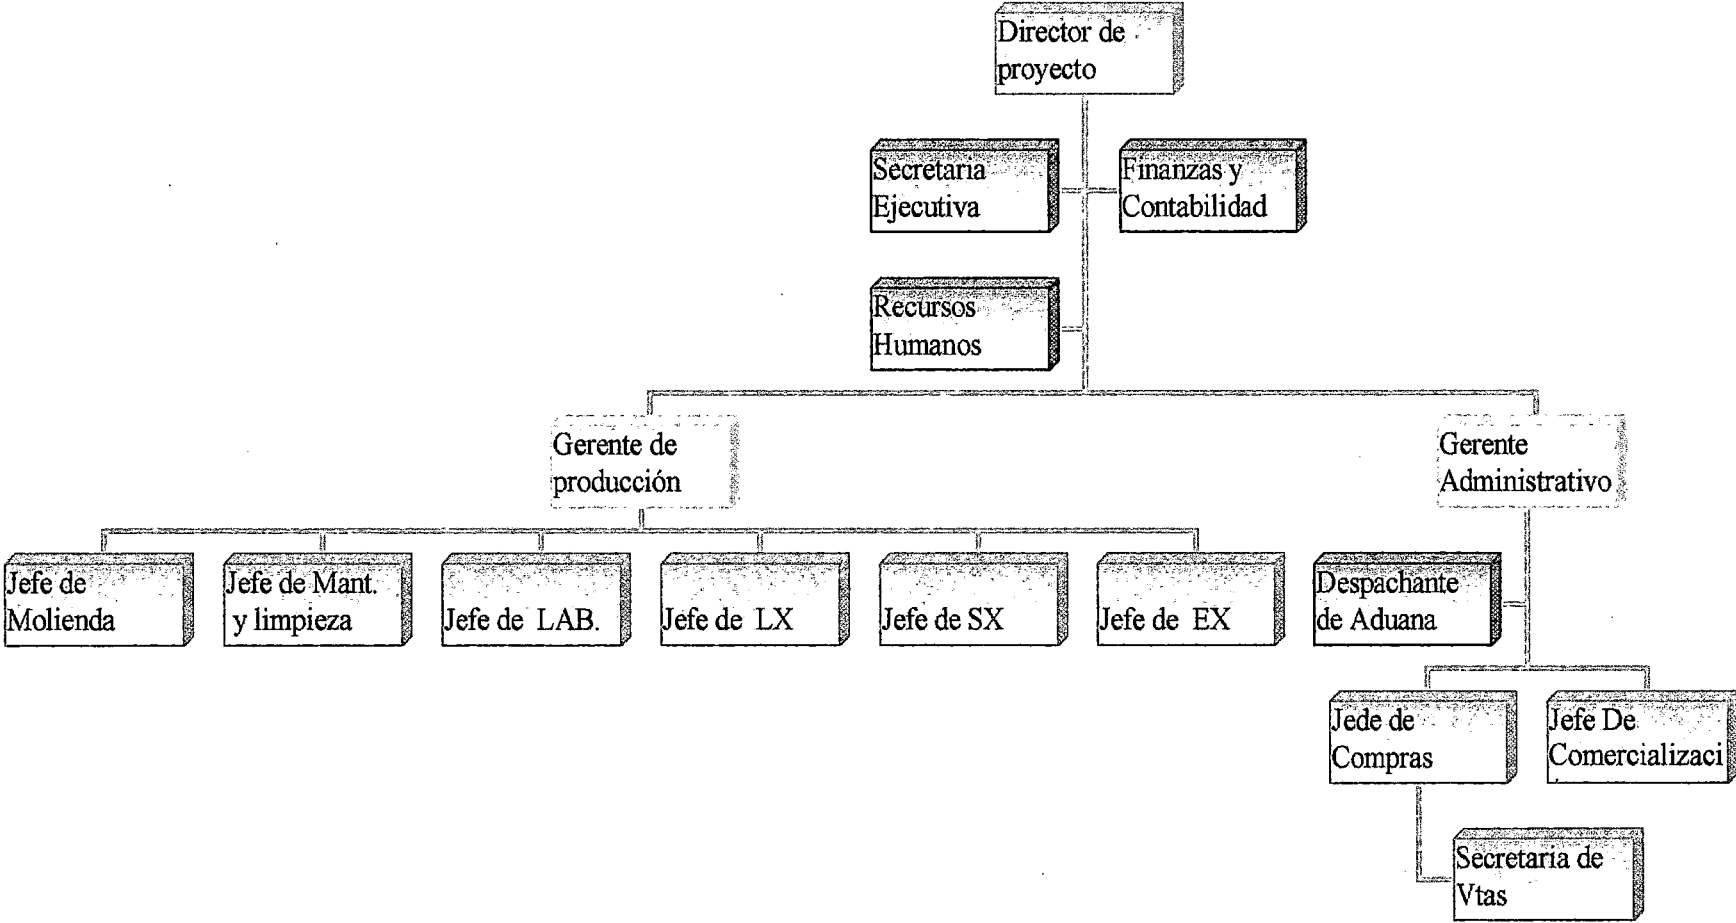 Director de
proyecto
Secretaria
Ejecutiva
Finanzas y
Contabilidad
Recursos
Humanos
Gerente de
producción
Gerente
Administrativo
Jefe de
Molienda
Jefe de Mant.
y limpieza
Jefe de LAB.
Jefe de LX
Jefe de SX
Jefe de EX
Despachante
de Aduana
Jede de
Compras
Jefe De
Comercializaci
Secretaria de
Vtas